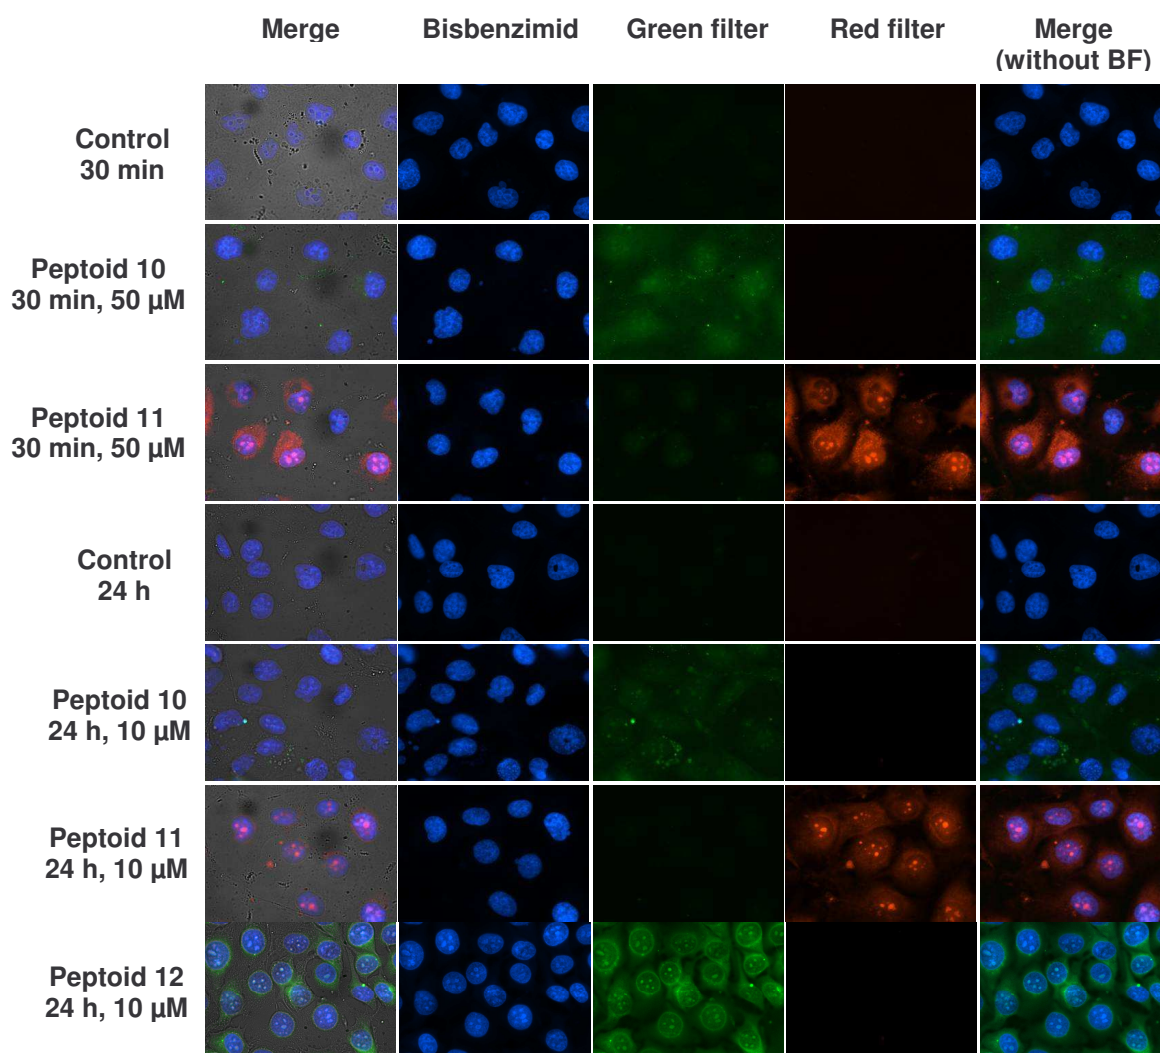 Merge Bisbenzimid Green filter Red filter Merge
(without BF)
Control
30 min
Peptoid 10
30 min, 50 µM
Peptoid 11
30 min, 50 µM
Control
24 h
Peptoid 10
24 h, 10 µM
Peptoid 11
24 h, 10 µM
Peptoid 12
24 h, 10 µM